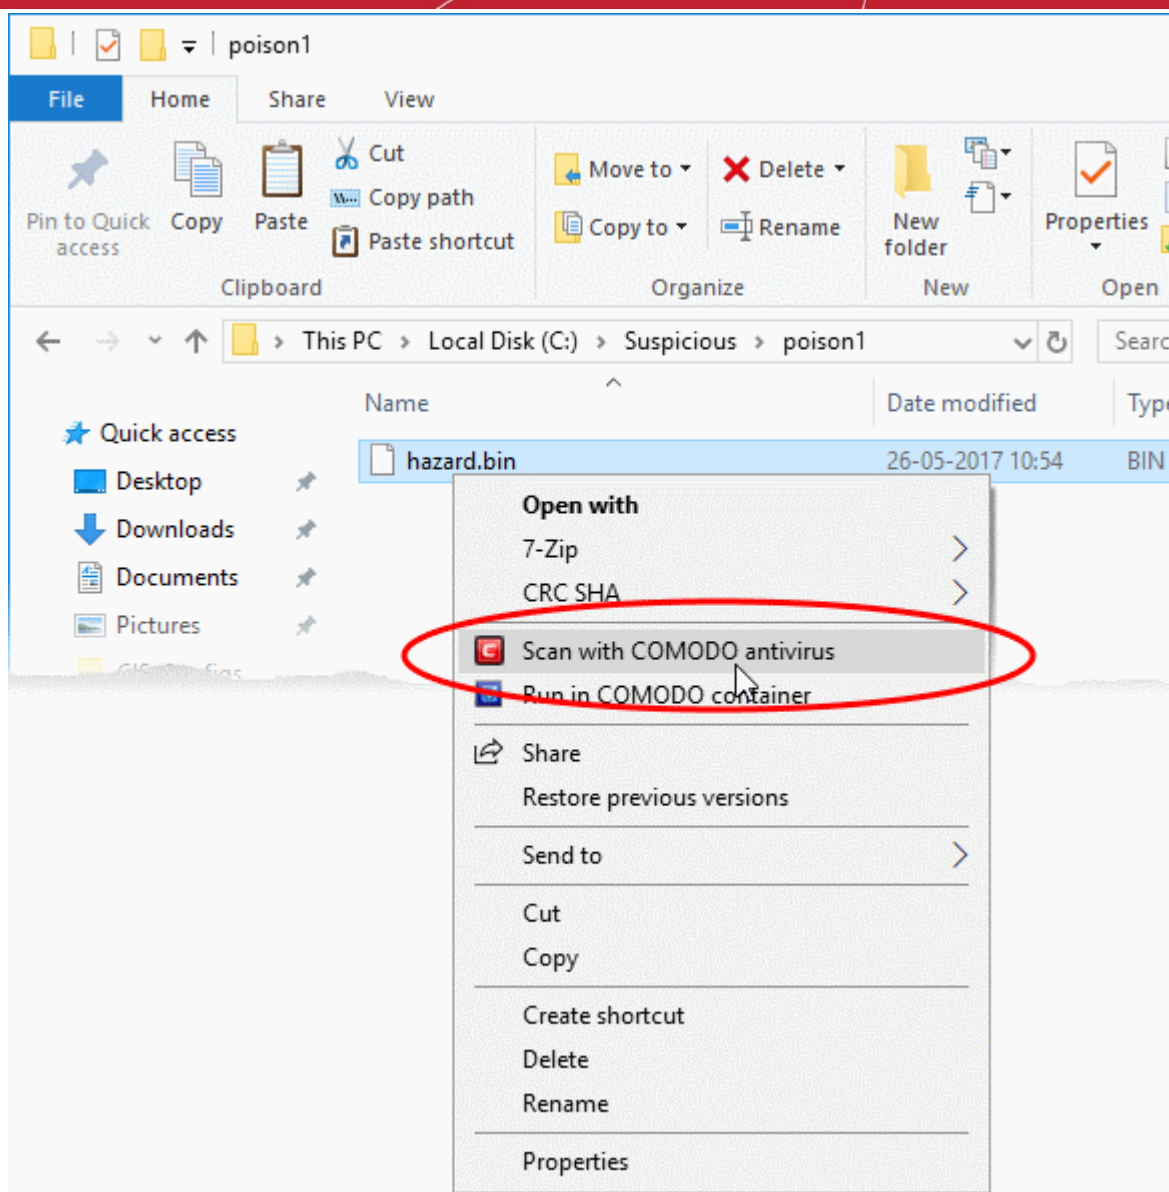 poison1
File Home Share View
Pin to Quick access
Copy
Paste
Cut
Copy path
Paste shortcut
Clipboard
Move to
Copy to
Delete
Rename
Organize
New folder
New
Properties
Open
This PC > Local Disk (C:) > Suspicious > poison1
Searc
Name Date modified Type
Quick access
Desktop
Downloads
Documents
Pictures
hazard.bin 26-05-2017 10:54 BIN
Open with
7-Zip
CRC SHA
Scan with COMODO antivirus
Run in COMODO container
Share
Restore previous versions
Send to
Cut
Copy
Create shortcut
Delete
Rename
Properties